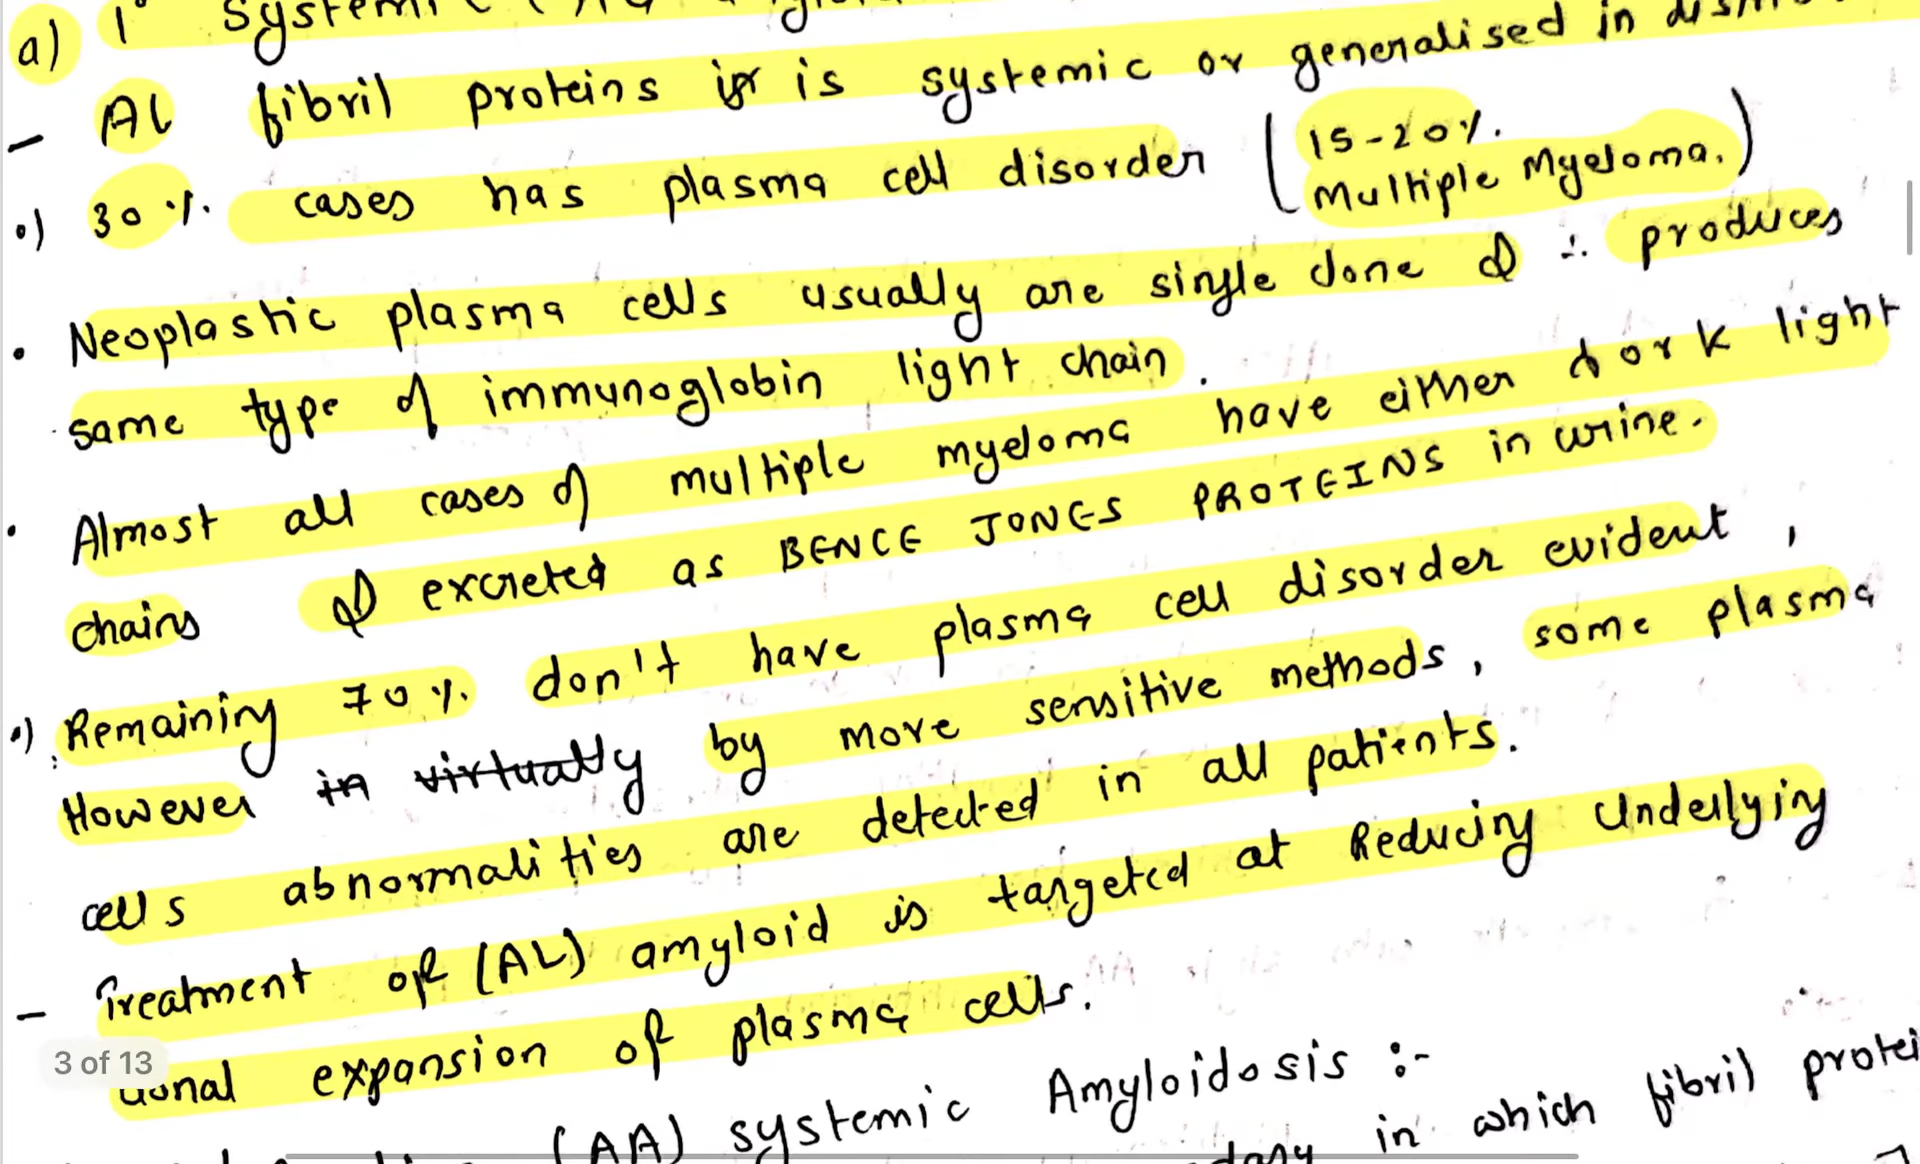 a) 1° Systemic
- AL fibril proteins is is systemic or generalised in
•) 30 %. cases has plasma cell disorder (15-20%. Multiple Myeloma.)
• Neoplastic plasma cells usually are single clone & ∴ produces
same type of immunoglobin light chain.
• Almost all cases of multiple myeloma have either λ or K light
chains & excreted as BENCE JONES PROTEINS in urine.
•) Remaining 70 %. don't have plasma cell disorder evident,
However in virtually by more sensitive methods, some plasma
cells abnormalities are detected in all patients.
- Treatment of (AL) amyloid is targeted at Reducing Underlying
clonal expansion of plasma cells.
3 of 13
(AA) systemic Amyloidosis :-
in which fibril protei